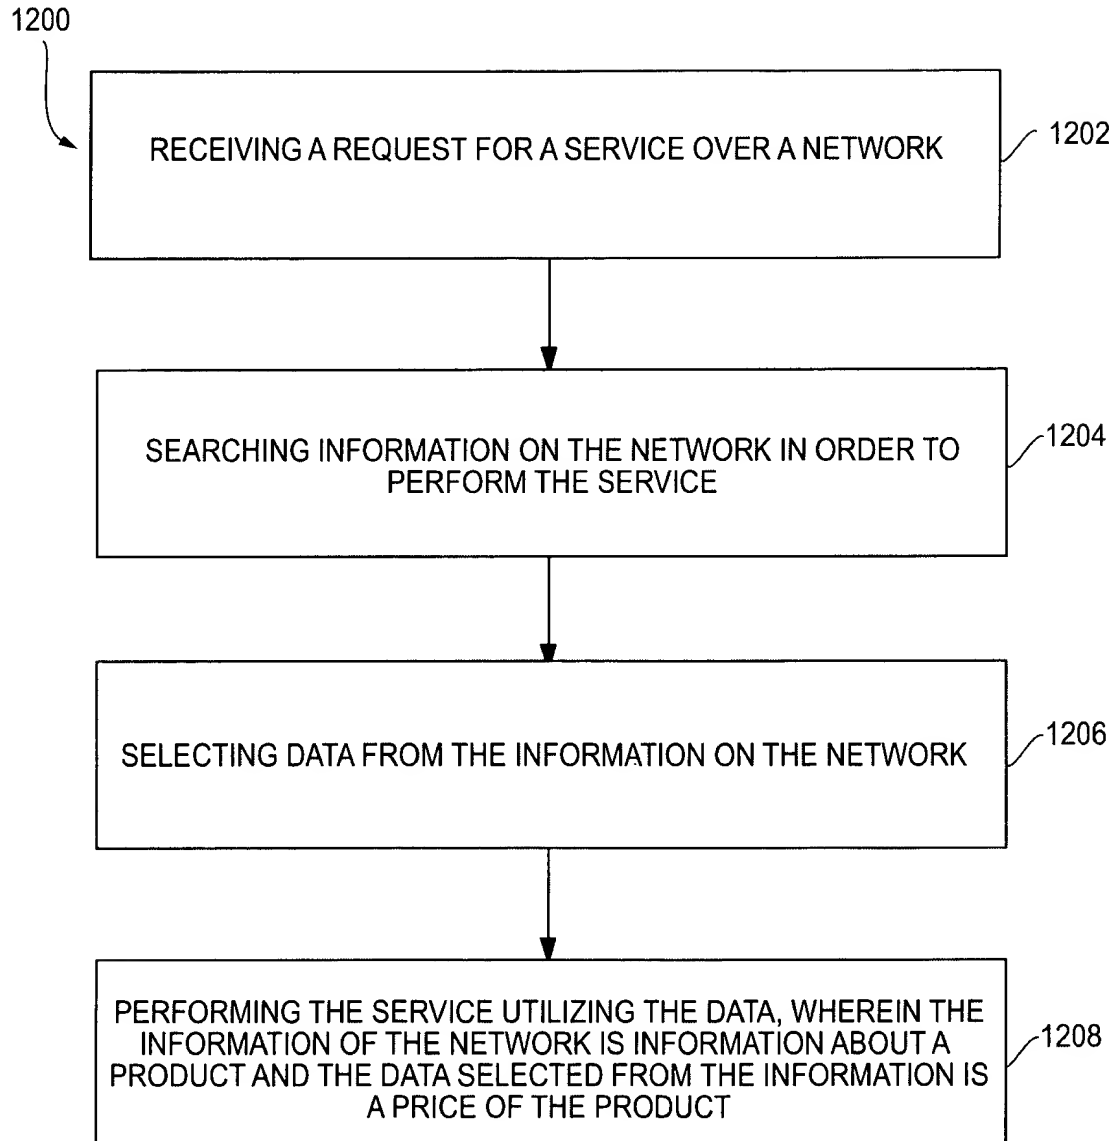 1200
RECEIVING A REQUEST FOR A SERVICE OVER A NETWORK
1202
SEARCHING INFORMATION ON THE NETWORK IN ORDER TO
PERFORM THE SERVICE
1204
SELECTING DATA FROM THE INFORMATION ON THE NETWORK
1206
PERFORMING THE SERVICE UTILIZING THE DATA, WHEREIN THE
INFORMATION OF THE NETWORK IS INFORMATION ABOUT A
PRODUCT AND THE DATA SELECTED FROM THE INFORMATION IS
A PRICE OF THE PRODUCT
1208